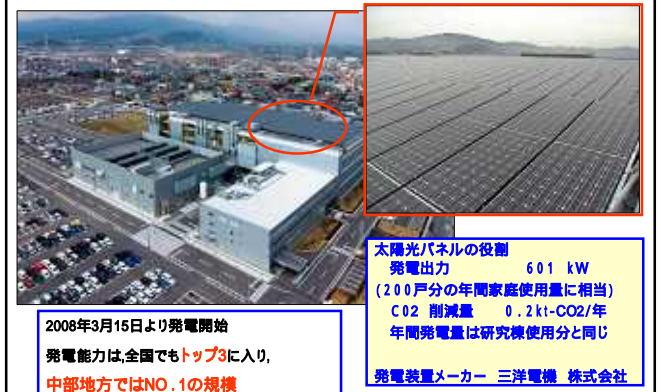 太陽光パネルの役割
発電出力 601 kW
(200戸分の年間家庭使用量に相当)
CO2 削減量 0.2kt-CO2/年
年間発電量は研究棟使用分と同じ
発電装置メーカー 三洋電機 株式会社
2008年3月15日より発電開始
発電能力は,全国でもトップ3に入り,
中部地方ではNO.1の規模